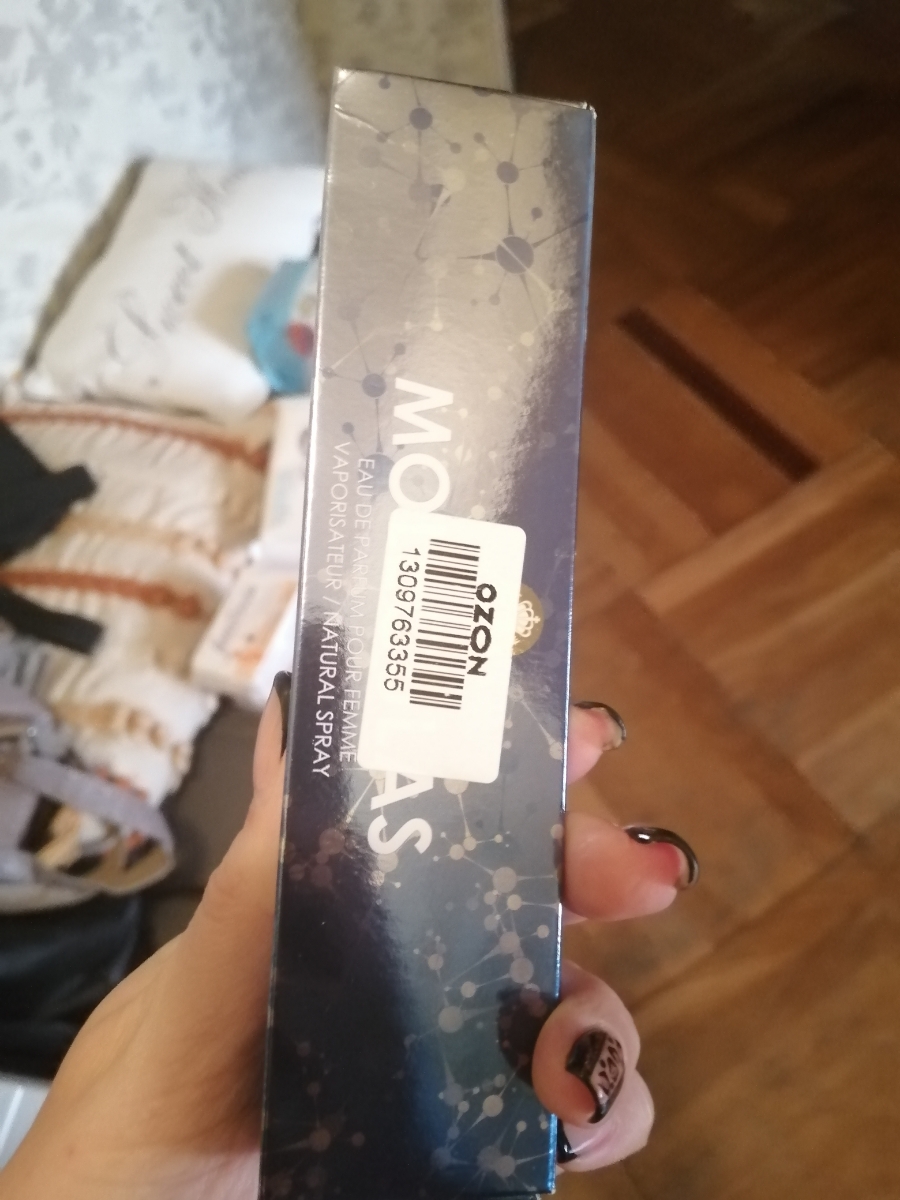 MO
AS
EAU DE PARFUM POUR FEMME
VAPORISATEUR / NATURAL SPRAY
OZON
1309763355